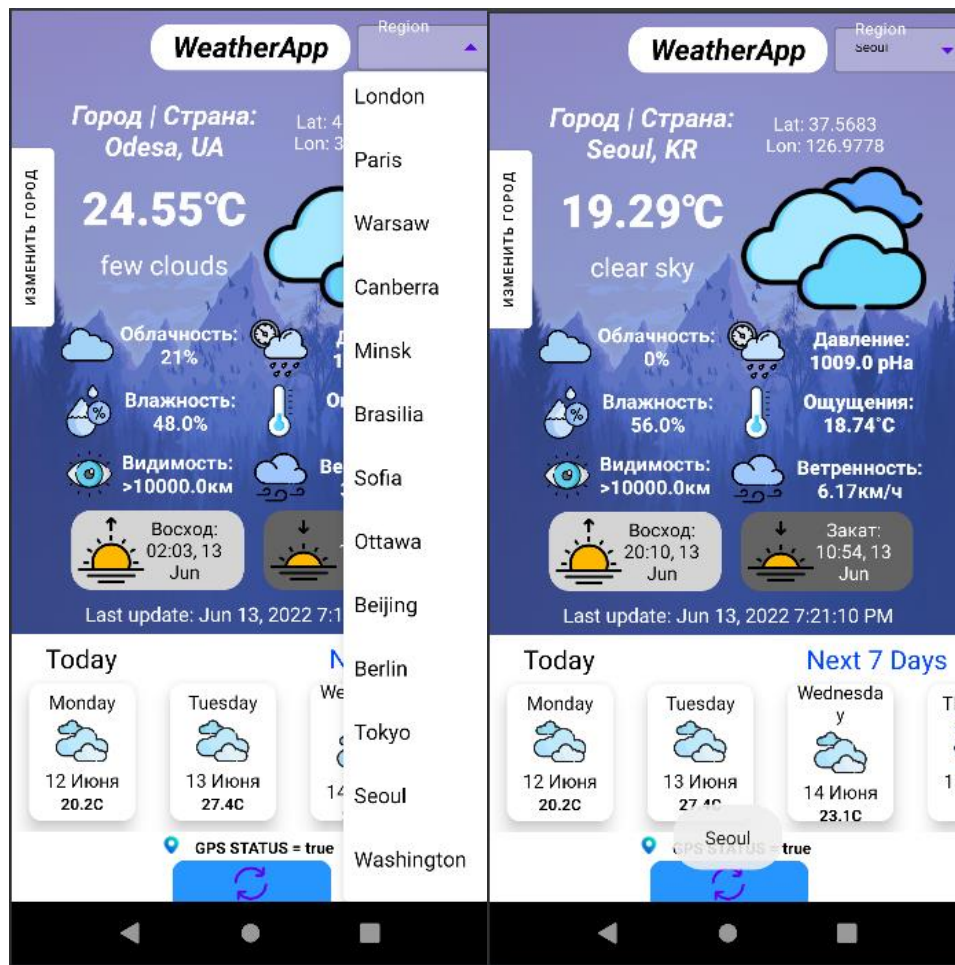 WeatherApp
Region
London
Paris
Warsaw
Canberra
Minsk
Brasilia
Sofia
Ottawa
Beijing
Berlin
Tokyo
Seoul
Washington
Город | Страна:
Odesa, UA
Lat: 4
Lon: 3
ИЗМЕНИТЬ ГОРОД
24.55°C
few clouds
Облачность:
21%
Влажность:
48.0%
Видимость:
>10000.0км
Ве
Восход:
02:03, 13
Jun
Last update: Jun 13, 2022 7:1
Today
N
Monday
12 Июня
20.2C
Tuesday
13 Июня
27.4C
We
14
GPS STATUS = true
WeatherApp
Region
Seoul
Город | Страна:
Seoul, KR
Lat: 37.5683
Lon: 126.9778
ИЗМЕНИТЬ ГОРОД
19.29°C
clear sky
Облачность:
0%
Давление:
1009.0 pHa
Влажность:
56.0%
Ощущения:
18.74°C
Видимость:
>10000.0км
Ветренность:
6.17км/ч
Восход:
20:10, 13
Jun
Закат:
10:54, 13
Jun
Last update: Jun 13, 2022 7:21:10 PM
Today
Next 7 Days
Monday
12 Июня
20.2C
Tuesday
13 Июня
27.4C
Wednesda
y
14 Июня
23.1C
Seoul
GPS STATUS = true